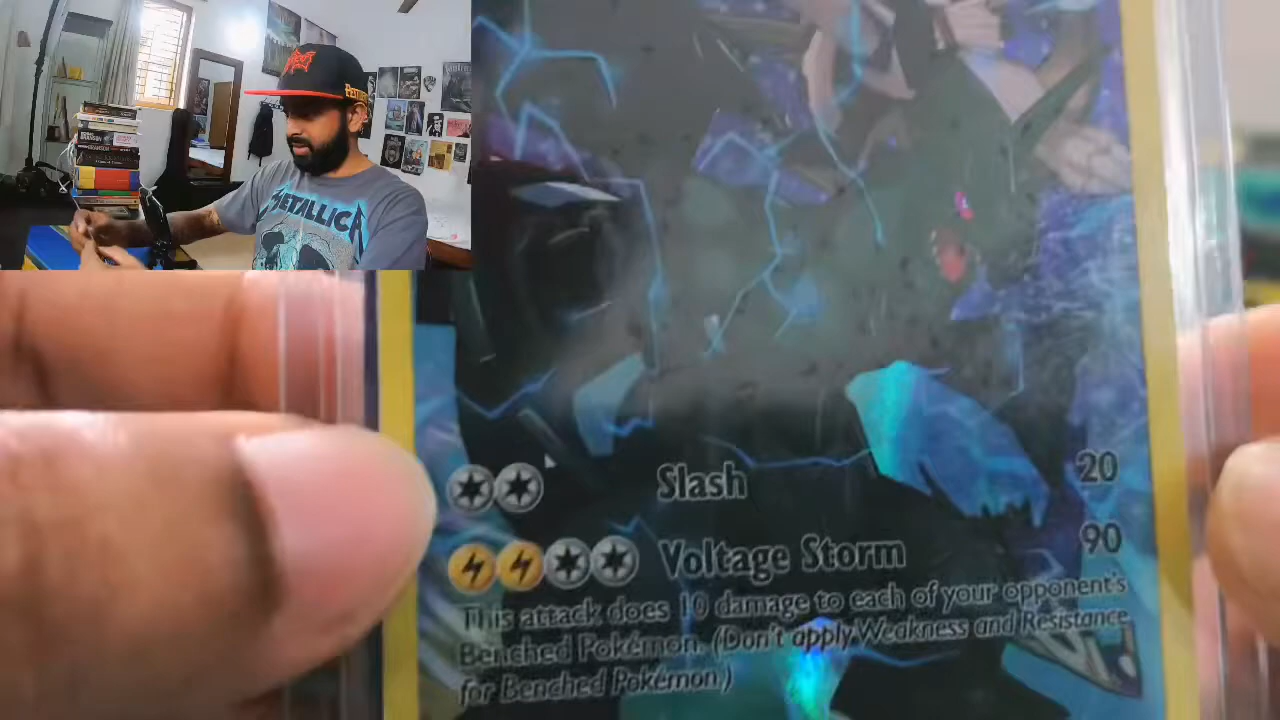 METALLICA
Slash 20
Voltage Storm 90
This attack does 10 damage to each of your opponent's
Benched Pokémon. (Don't apply Weakness and Resistance
for Benched Pokémon.)